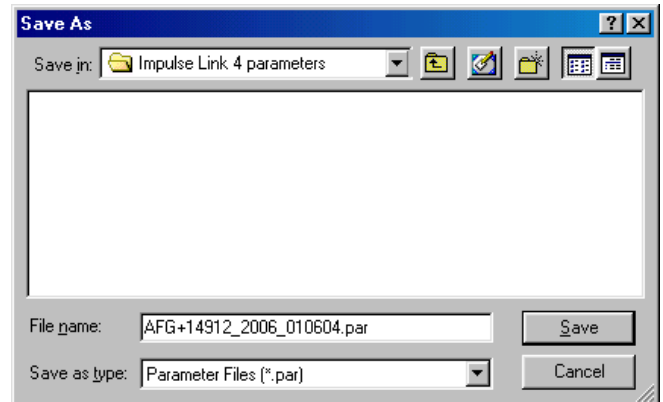 Save As
Save in: Impulse Link 4 parameters
File name: AFG+14912_2006_010604.par Save
Save as type: Parameter Files (*.par) Cancel